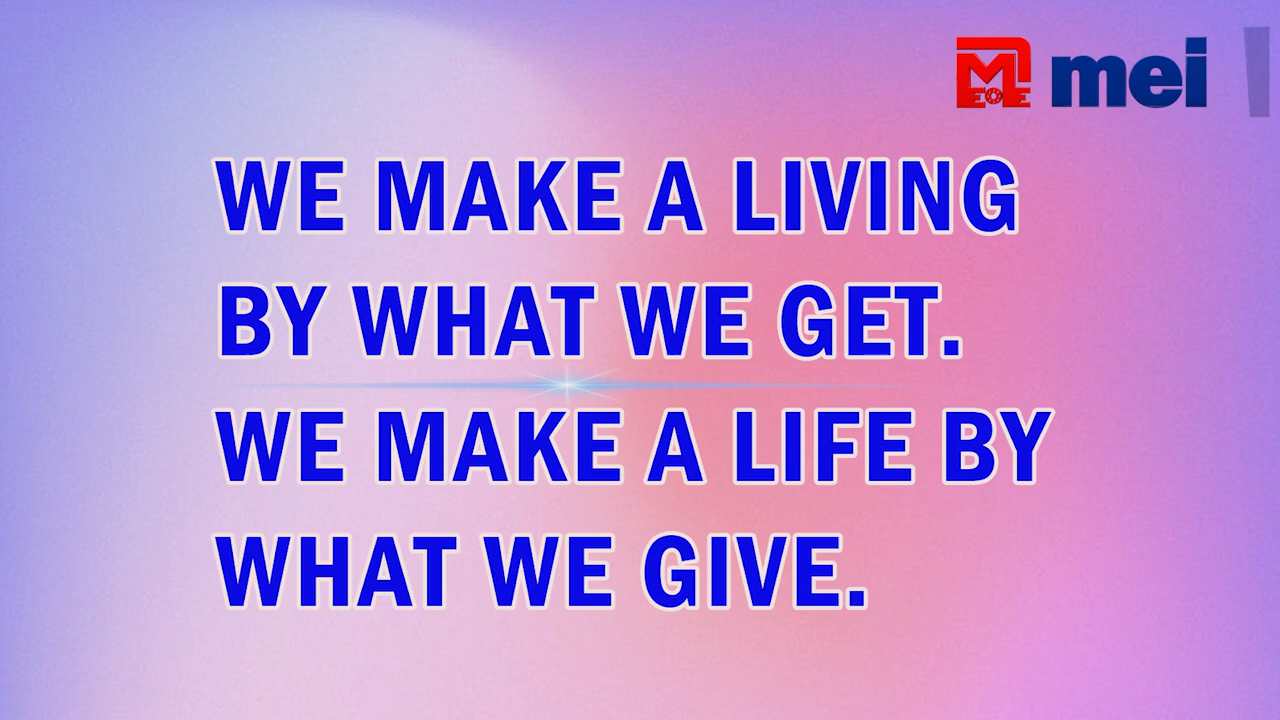 mei
WE MAKE A LIVING
BY WHAT WE GET.
WE MAKE A LIFE BY
WHAT WE GIVE.